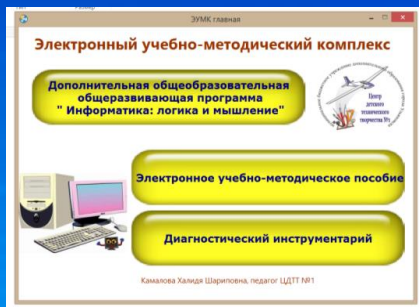 ЭУМК главная
Электронный учебно-методический комплекс
Дополнительная общеобразовательная
общеразвивающая программа
" Информатика: логика и мышление"
Центр
детского
технического
творчества №1
Электронное учебно-методическое пособие
Диагностический инструментарий
Камалова Халидя Шариповна, педагог ЦДТТ №1